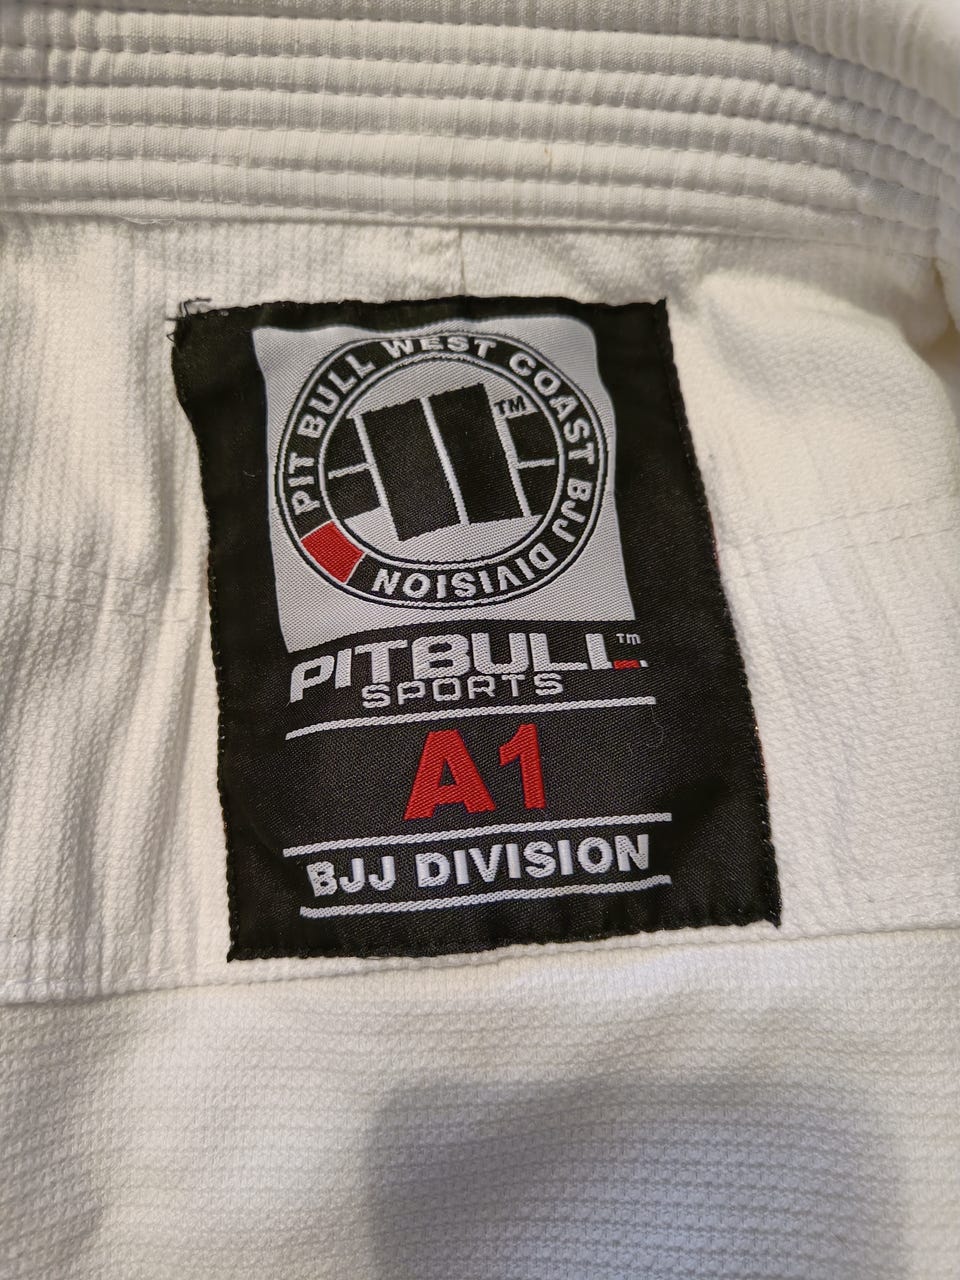 PIT BULL WEST COAST BJJ DIVISION
TM
PITBULL™
SPORTS
A1
BJJ DIVISION